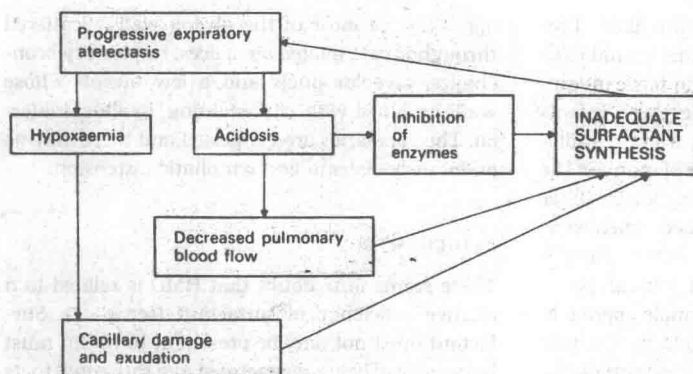 Progressive expiratory
atelectasis
Hypoxaemia
Acidosis
Inhibition
of
enzymes
INADEQUATE
SURFACTANT
SYNTHESIS
Decreased pulmonary
blood flow
Capillary damage
and exudation